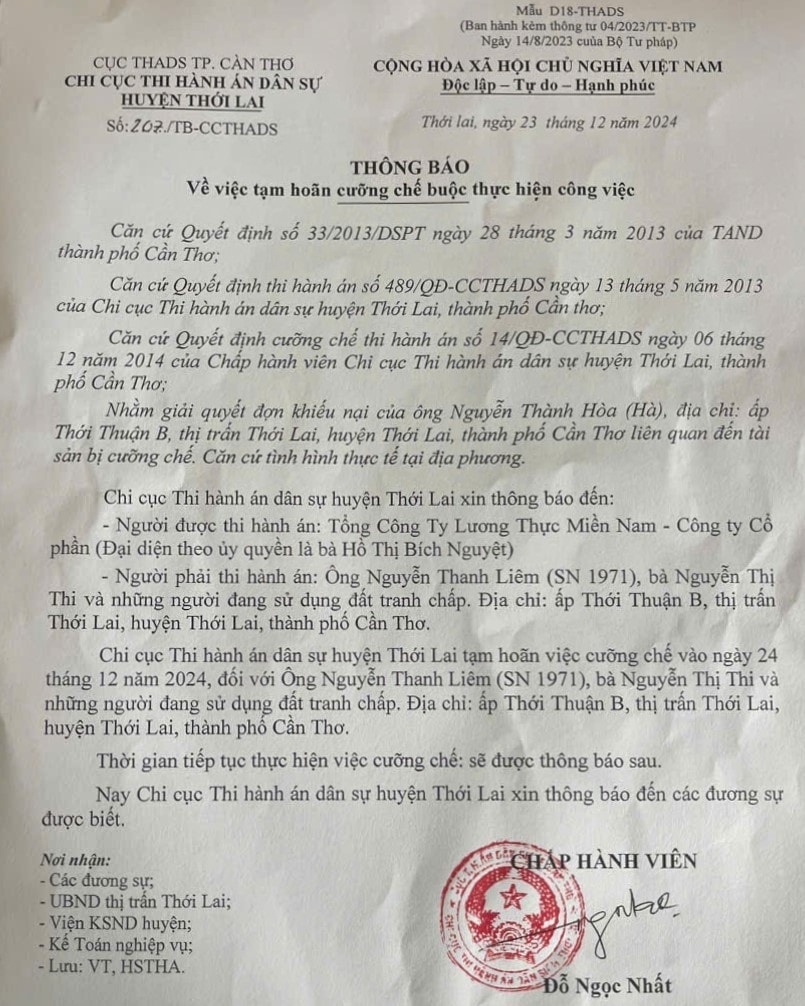 Mẫu D18-THADS
(Ban hành kèm thông tư 04/2023/TT-BTP
Ngày 14/8/2023 cuủa Bộ Tư pháp)
CỤC THADS TP. CẦN THƠ
CHI CỤC THI HÀNH ÁN DÂN SỰ
HUYỆN THỚI LAI
Số:207./TB-CCTHADS
CỘNG HÒA XÃ HỘI CHỦ NGHĨA VIỆT NAM
Độc lập – Tự do – Hạnh phúc
Thới lai, ngày 23 tháng 12 năm 2024
THÔNG BÁO
Về việc tạm hoãn cưỡng chế buộc thực hiện công việc
Căn cứ Quyết định số 33/2013/DSPT ngày 28 tháng 3 năm 2013 của TAND
thành phố Cần Thơ;
Căn cứ Quyết định thi hành án số 489/QĐ-CCTHADS ngày 13 tháng 5 năm 2013
của Chi cục Thi hành án dân sự huyện Thới Lai, thành phố Cần thơ;
Căn cứ Quyết định cưỡng chế thi hành án số 14/QĐ-CCTHADS ngày 06 tháng
12 năm 2014 của Chấp hành viên Chi cục Thi hành án dân sự huyện Thới Lai, thành
phố Cần Thơ;
Nhằm giải quyết đơn khiếu nại của ông Nguyễn Thành Hòa (Hà), địa chỉ: ấp
Thới Thuận B, thị trấn Thới Lai, huyện Thới Lai, thành phố Cần Thơ liên quan đến tài
sản bị cưỡng chế. Căn cứ tình hình thực tế tại địa phương.
Chi cục Thi hành án dân sự huyện Thới Lai xin thông báo đến:
- Người được thi hành án: Tổng Công Ty Lương Thực Miền Nam - Công ty Cổ
phần (Đại diện theo ủy quyền là bà Hồ Thị Bích Nguyệt)
- Người phải thi hành án: Ông Nguyễn Thanh Liêm (SN 1971), bà Nguyễn Thị
Thi và những người đang sử dụng đất tranh chấp. Địa chỉ: ấp Thới Thuận B, thị trấn
Thới Lai, huyện Thới Lai, thành phố Cần Thơ.
Chi cục Thi hành án dân sự huyện Thới Lai tạm hoãn việc cưỡng chế vào ngày 24
tháng 12 năm 2024, đối với Ông Nguyễn Thanh Liêm (SN 1971), bà Nguyễn Thị Thi và
những người đang sử dụng đất tranh chấp. Địa chỉ: ấp Thới Thuận B, thị trấn Thới Lai,
huyện Thới Lai, thành phố Cần Thơ.
Thời gian tiếp tục thực hiện việc cưỡng chế: sẽ được thông báo sau.
Nay Chi cục Thi hành án dân sự huyện Thới Lai xin thông báo đến các đương sự
được biết.
Nơi nhận:
- Các đương sự;
- UBND thị trấn Thới Lai;
- Viện KSND huyện;
- Kế Toán nghiệp vụ;
- Lưu: VT, HSTHA.
CHẤP HÀNH VIÊN
Đỗ Ngọc Nhất